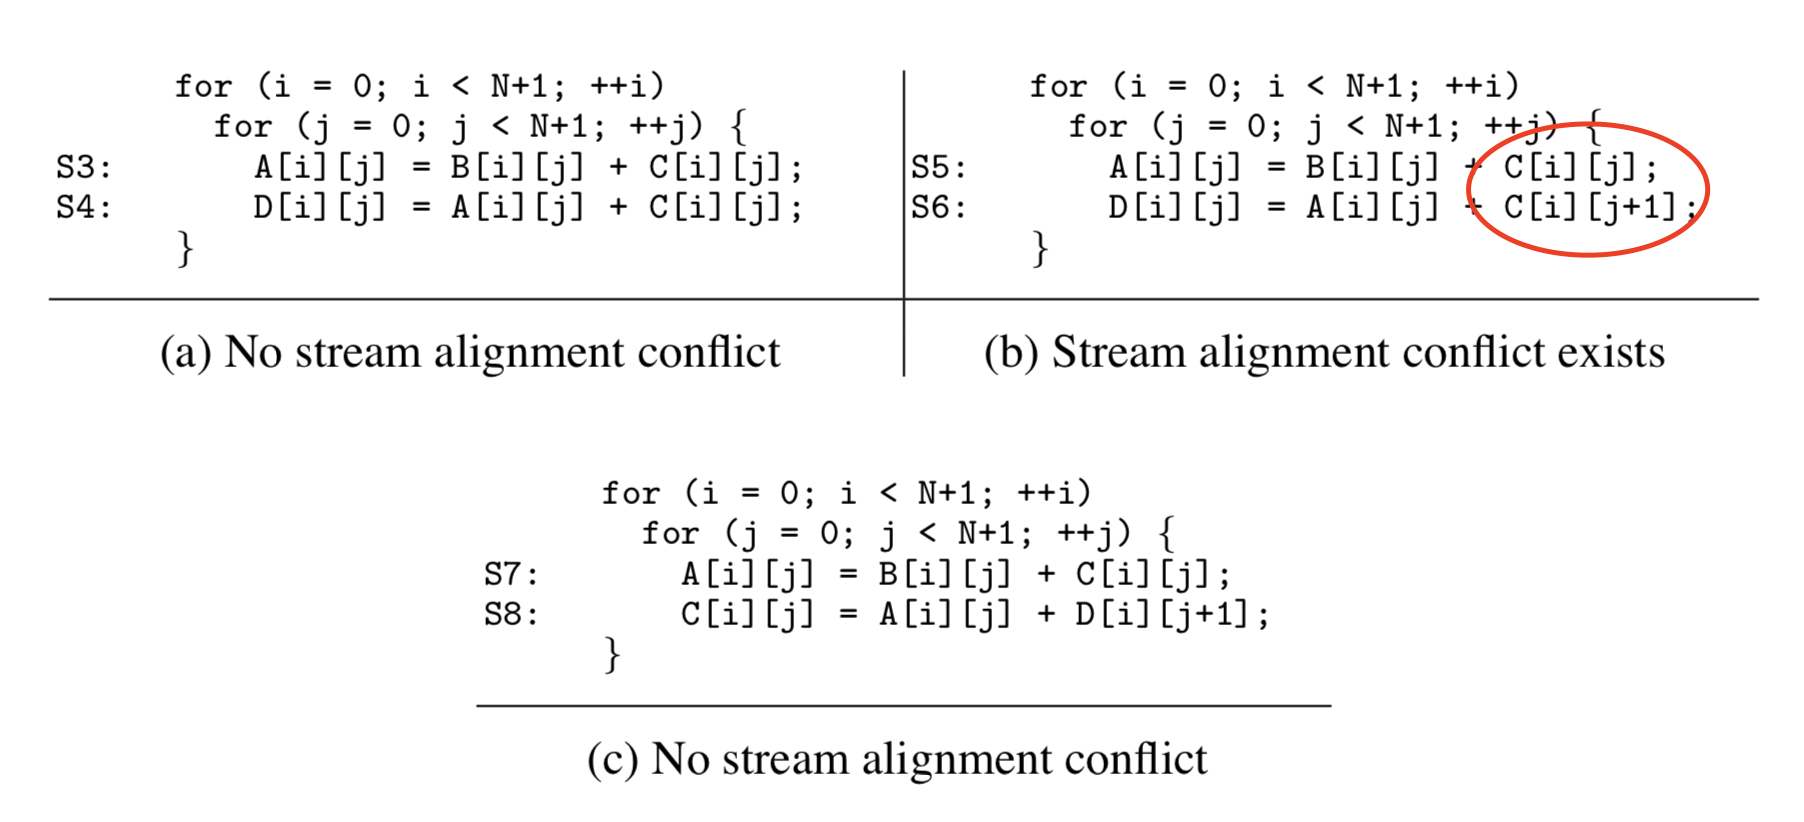 for (i = 0; i < N+1; ++i)
for (j = 0; j < N+1; ++j) {
S3: A[i][j] = B[i][j] + C[i][j];
S4: D[i][j] = A[i][j] + C[i][j];
}
(a) No stream alignment conflict
for (i = 0; i < N+1; ++i)
for (j = 0; j < N+1; ++j) {
S5: A[i][j] = B[i][j] + C[i][j];
S6: D[i][j] = A[i][j] + C[i][j+1];
}
(b) Stream alignment conflict exists
for (i = 0; i < N+1; ++i)
for (j = 0; j < N+1; ++j) {
S7: A[i][j] = B[i][j] + C[i][j];
S8: C[i][j] = A[i][j] + D[i][j+1];
}
(c) No stream alignment conflict